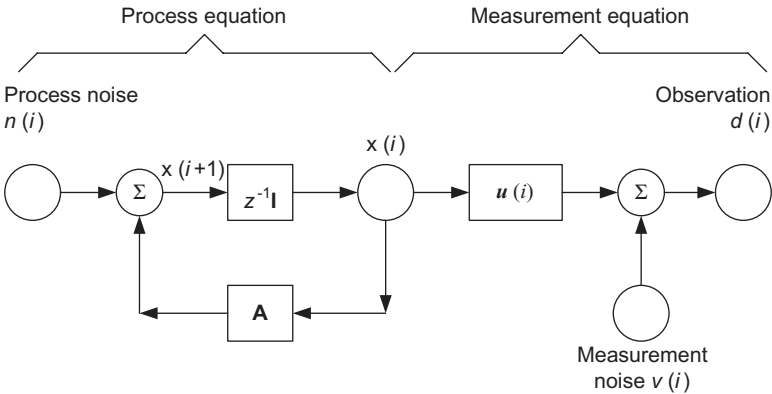 Process equation
Measurement equation
Process noise
n (i)
Observation
d (i)
x (i)
x (i+1)
Σ
z⁻¹I
u (i)
Σ
A
Measurement
noise v (i)